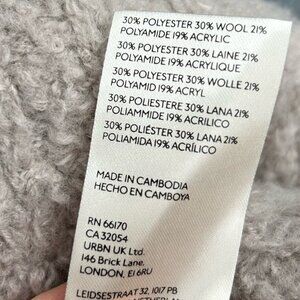 30% POLYESTER 30% WOOL 21%
POLYAMIDE 19% ACRYLIC
30% POLYESTER 30% LAINE 21%
POLYAMIDE 19% ACRYLIQUE
30% POLYESTER 30% WOLLE 21%
POLYAMID 19% ACRYL
30% POLIESTERE 30% LANA 21%
POLIAMMIDE 19% ACRILICO
30% POLIÉSTER 30% LANA 21%
POLIAMIDA 19% ACRÍLICO
MADE IN CAMBODIA
HECHO EN CAMBOYA
RN 66170
CA 32054
URBN UK Ltd.
146 Brick Lane,
LONDON, E1 6RU
LEIDSESTRAAT 32, 1017 PB